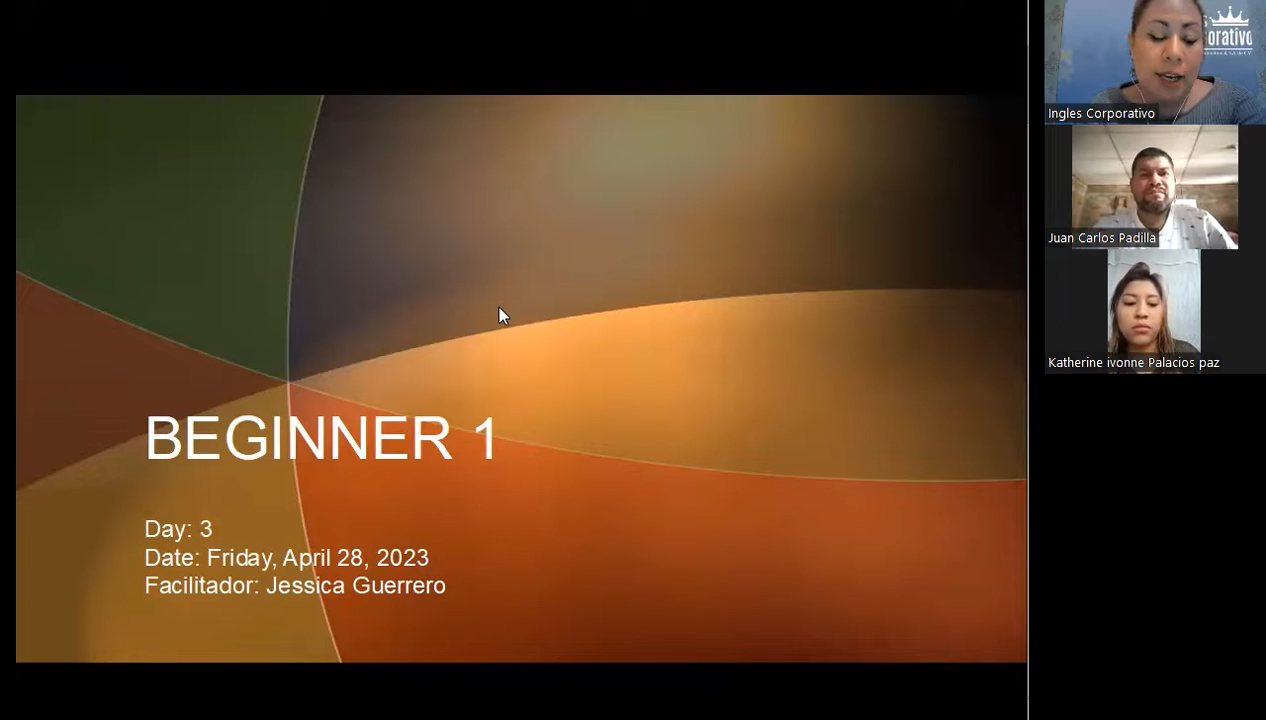 BEGINNER 1
Day: 3
Date: Friday, April 28, 2023
Facilitador: Jessica Guerrero
orativo
Ingles Corporativo
Juan Carlos Padilla
Katherine ivonne Palacios paz